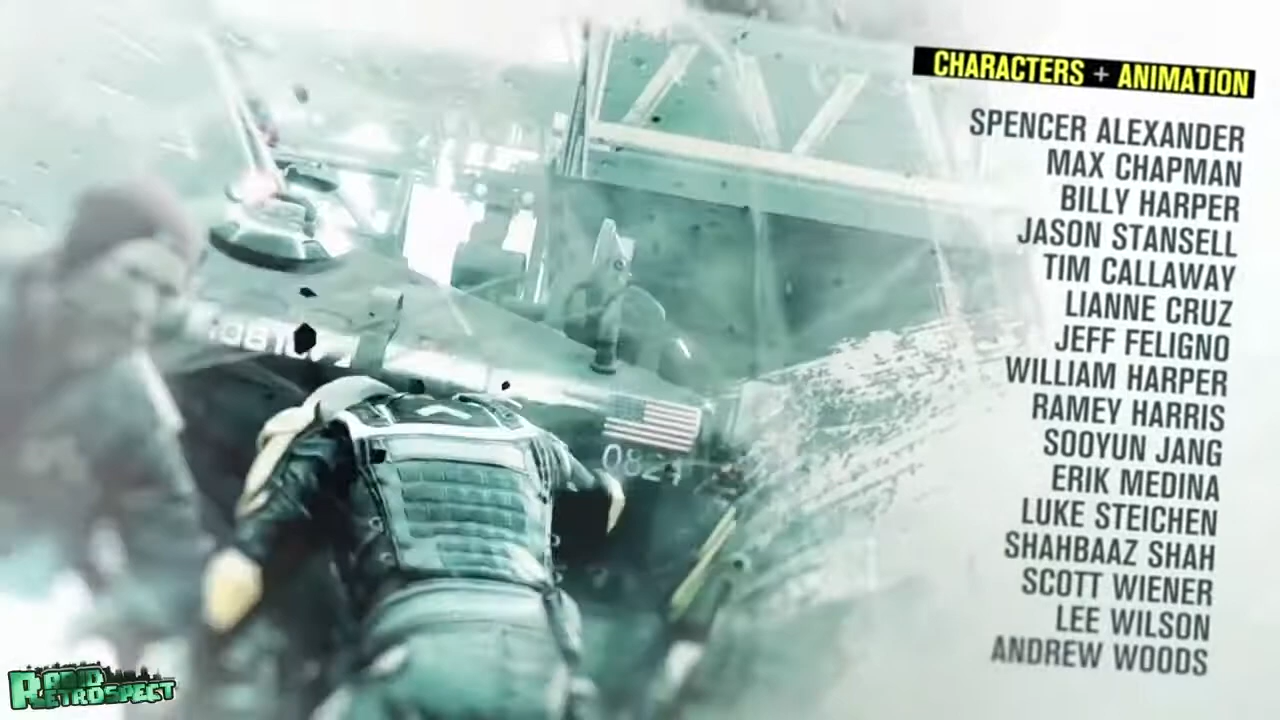 CHARACTERS + ANIMATION
SPENCER ALEXANDER
MAX CHAPMAN
BILLY HARPER
JASON STANSELL
TIM CALLAWAY
LIANNE CRUZ
JEFF FELIGNO
WILLIAM HARPER
RAMEY HARRIS
SOOYUN JANG
ERIK MEDINA
LUKE STEICHEN
SHAHBAAZ SHAH
SCOTT WIENER
LEE WILSON
ANDREW WOODS
0824
RABID
RETROSPECT